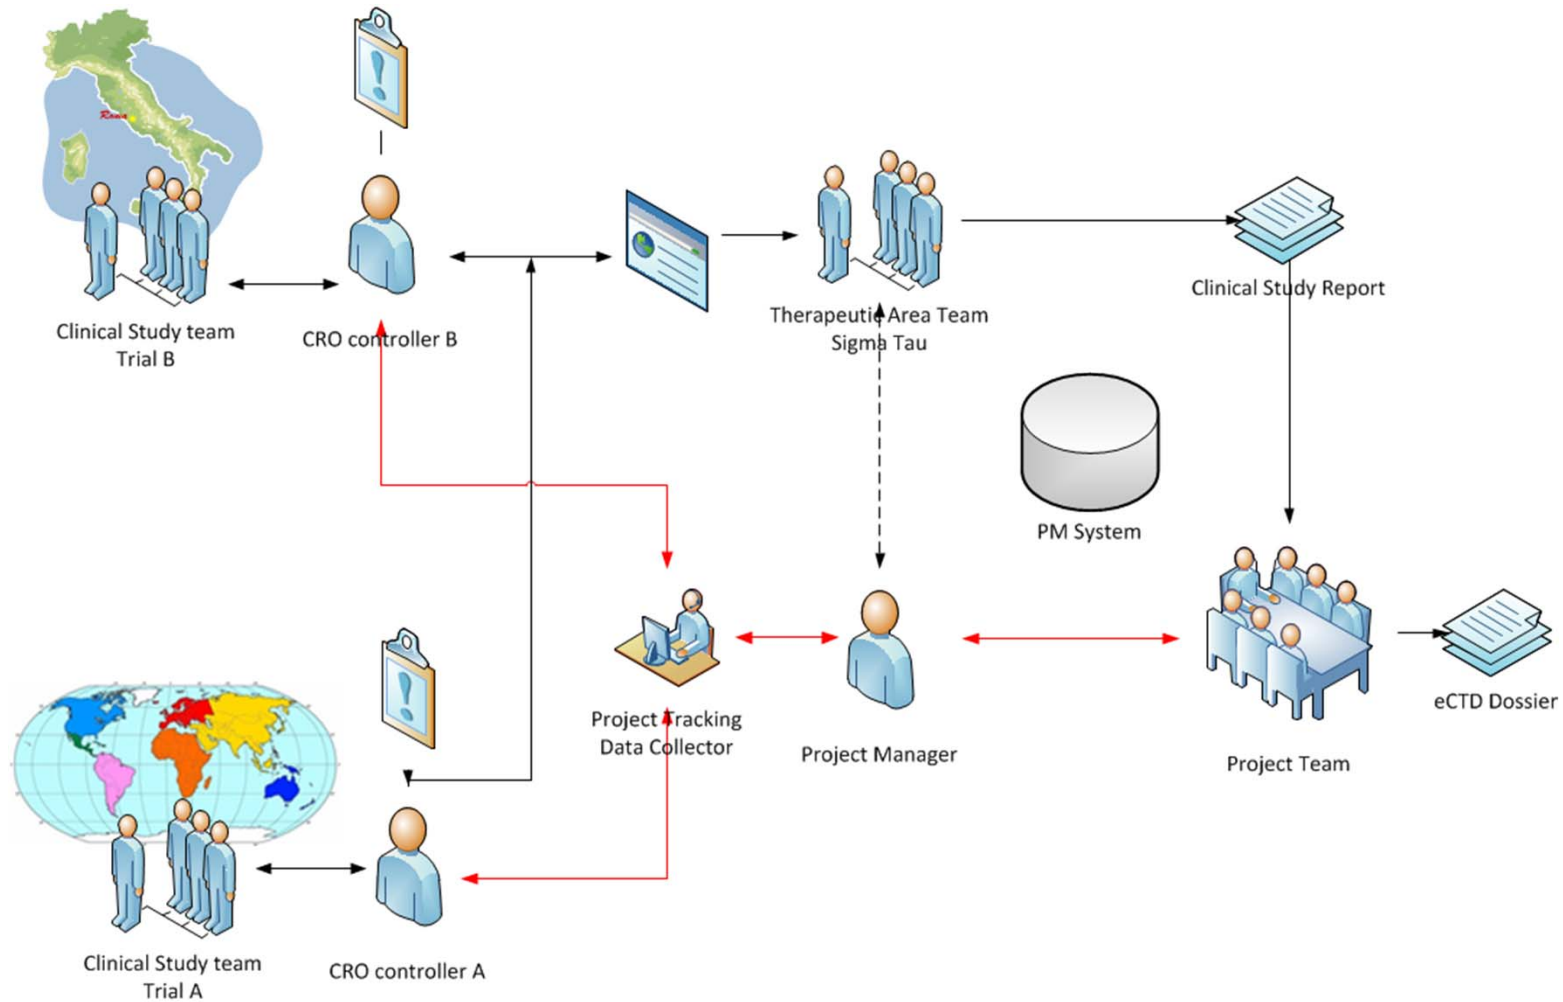 Roma
Clinical Study team
Trial B
CRO controller B
Therapeutic Area Team
Sigma Tau
Clinical Study Report
PM System
Project Tracking
Data Collector
Project Manager
Project Team
eCTD Dossier
Clinical Study team
Trial A
CRO controller A